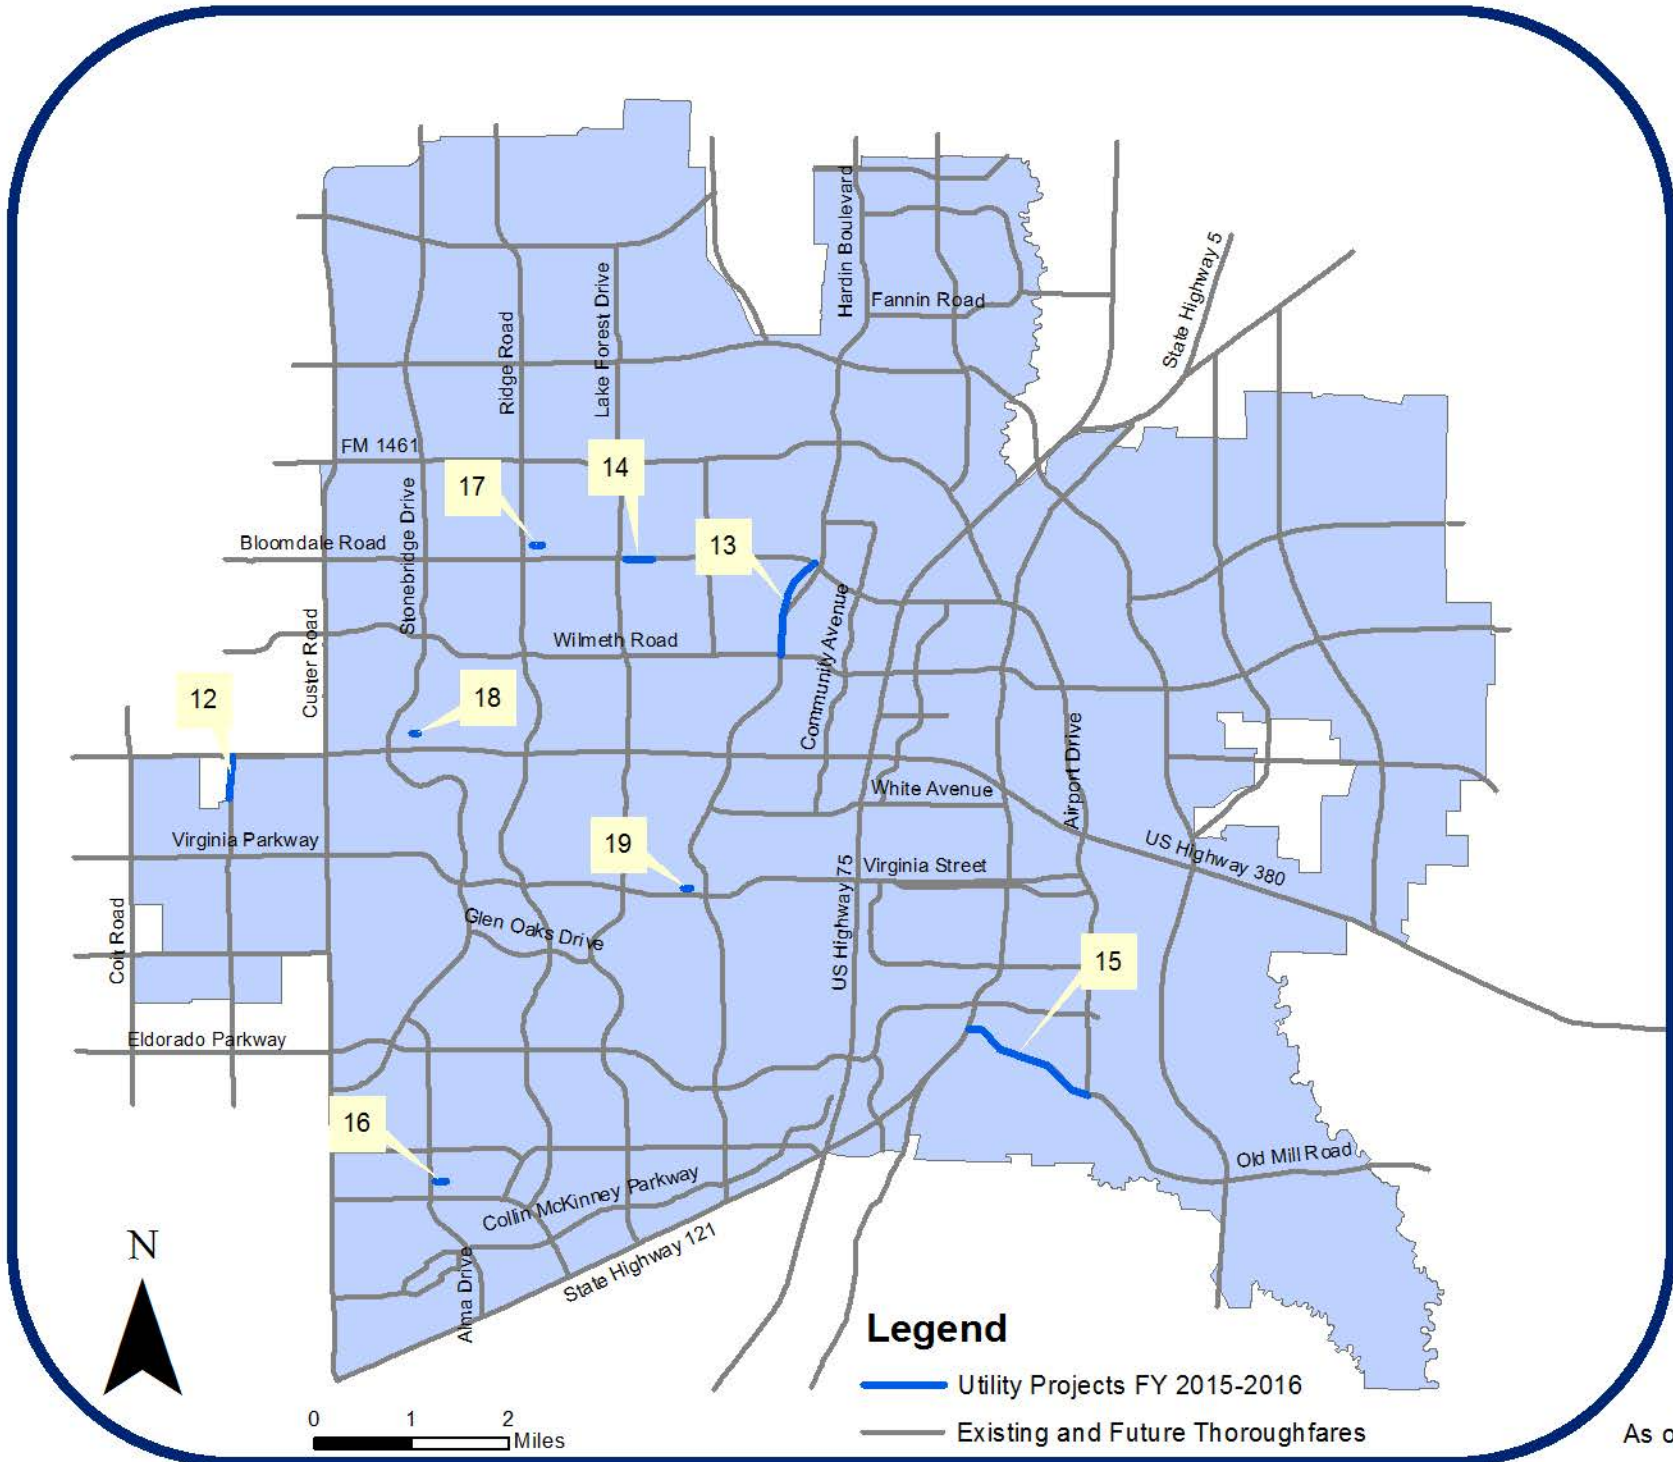 Hardin Boulevard
State Highway 5
Lake Forest Drive
Fannin Road
Ridge Road
FM 1461
14
17
Stonebridge Drive
13
Bloomdale Road
Community Avenue
Custer Road
Wilmeth Road
12
18
Airport Drive
White Avenue
Virginia Parkway
19
US Highway 380
Virginia Street
US Highway 75
Coit Road
Glen Oaks Drive
15
Eldorado Parkway
16
Old Mill Road
Collin McKinney Parkway
N
State Highway 121
Alma Drive
Legend
Utility Projects FY 2015-2016
0 1 2
Miles
Existing and Future Thoroughfares
As o